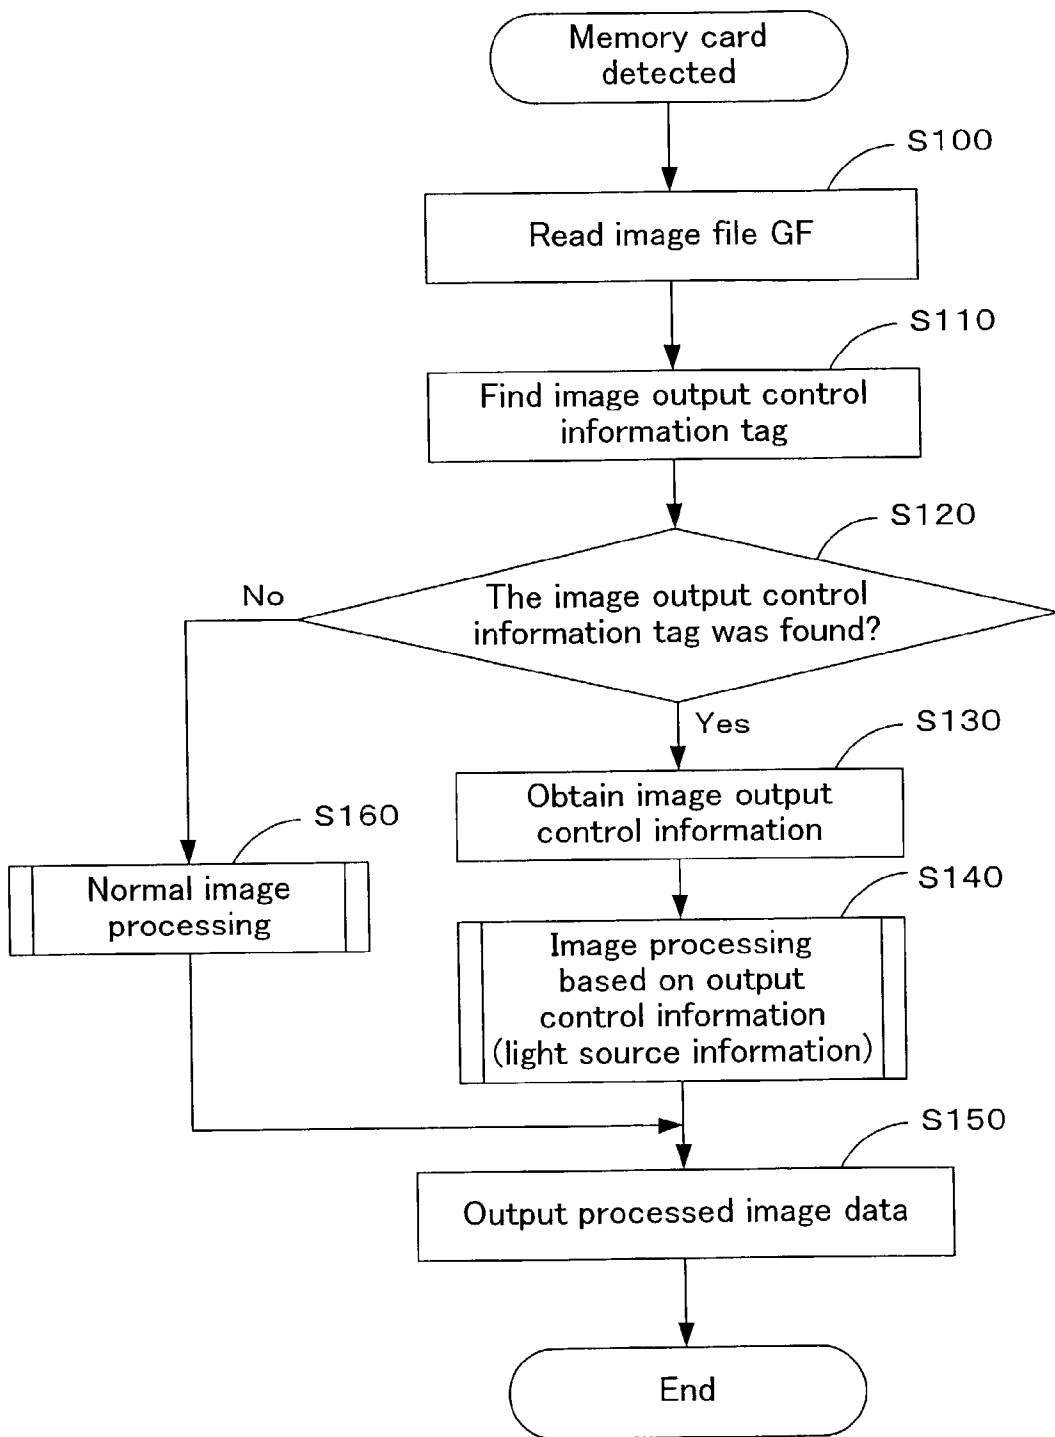 Memory card
detected
S100
Read image file GF
S110
Find image output control
information tag
S120
The image output control
information tag was found?
No
Yes
S130
Obtain image output
control information
S160
Normal image
processing
S140
Image processing
based on output
control information
(light source information)
S150
Output processed image data
End